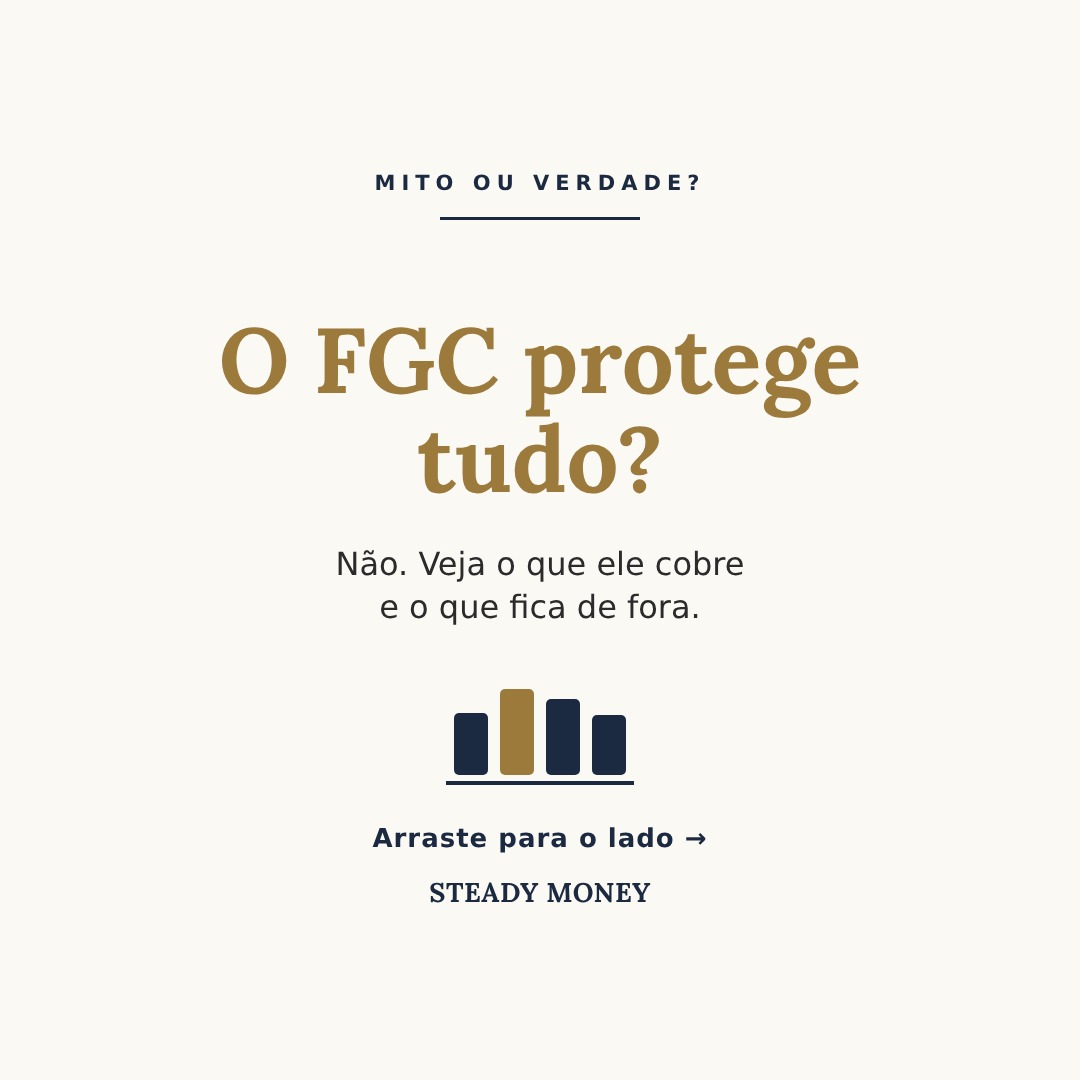 MITO OU VERDADE?
O FGC protege
tudo?
Não. Veja o que ele cobre
e o que fica de fora.
Arraste para o lado →
STEADY MONEY